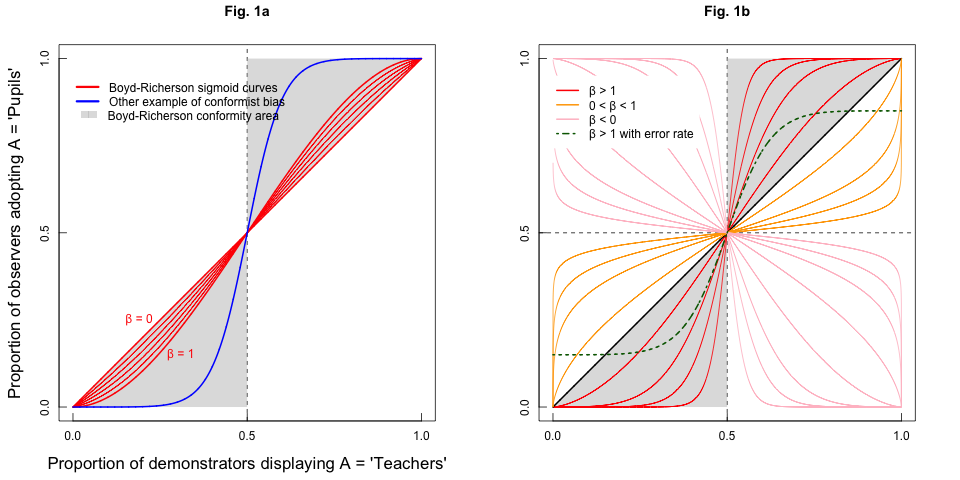 Fig. 1a
Proportion of observers adopting A = 'Pupils'
1.0
0.5
0.0
Boyd-Richerson sigmoid curves
Other example of conformist bias
Boyd-Richerson conformity area
β = 0
β = 1
0.0 0.5 1.0
Proportion of demonstrators displaying A = 'Teachers'
Fig. 1b
1.0
0.5
0.0
β > 1
0 < β < 1
β < 0
β > 1 with error rate
0.0 0.5 1.0